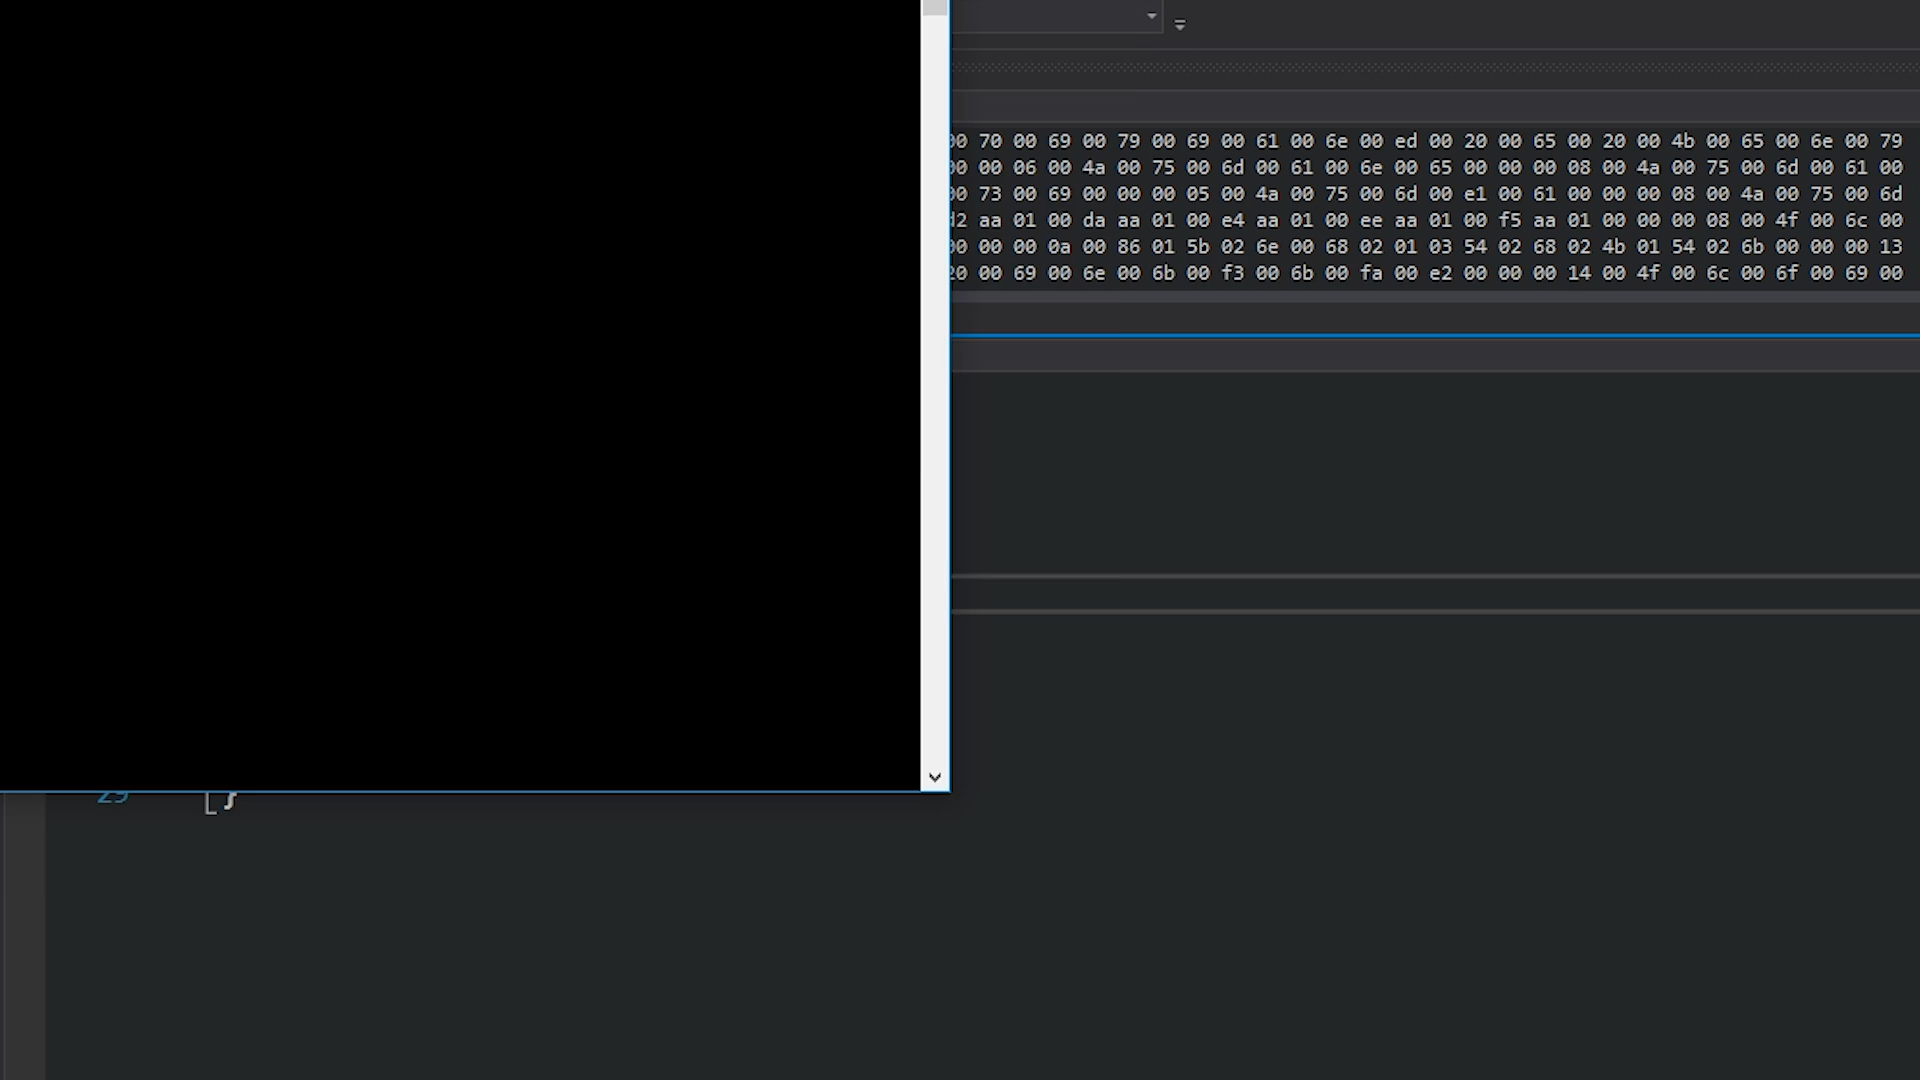 70 00 69 00 79 00 69 00 61 00 6e 00 ed 00 20 00 65 00 20 00 4b 00 65 00 6e 00 79
00 06 00 4a 00 75 00 6d 00 61 00 6e 00 65 00 00 00 08 00 4a 00 75 00 6d 00 61 00
73 00 69 00 00 00 05 00 4a 00 75 00 6d 00 e1 00 61 00 00 00 08 00 4a 00 75 00 6d
aa 01 00 da aa 01 00 e4 aa 01 00 ee aa 01 00 f5 aa 01 00 00 00 08 00 4f 00 6c 00
00 00 0a 00 86 01 5b 02 6e 00 68 02 01 03 54 02 68 02 4b 01 54 02 6b 00 00 00 13
00 69 00 6e 00 6b 00 f3 00 6b 00 fa 00 e2 00 00 00 14 00 4f 00 6c 00 6f 00 69 00
29 }